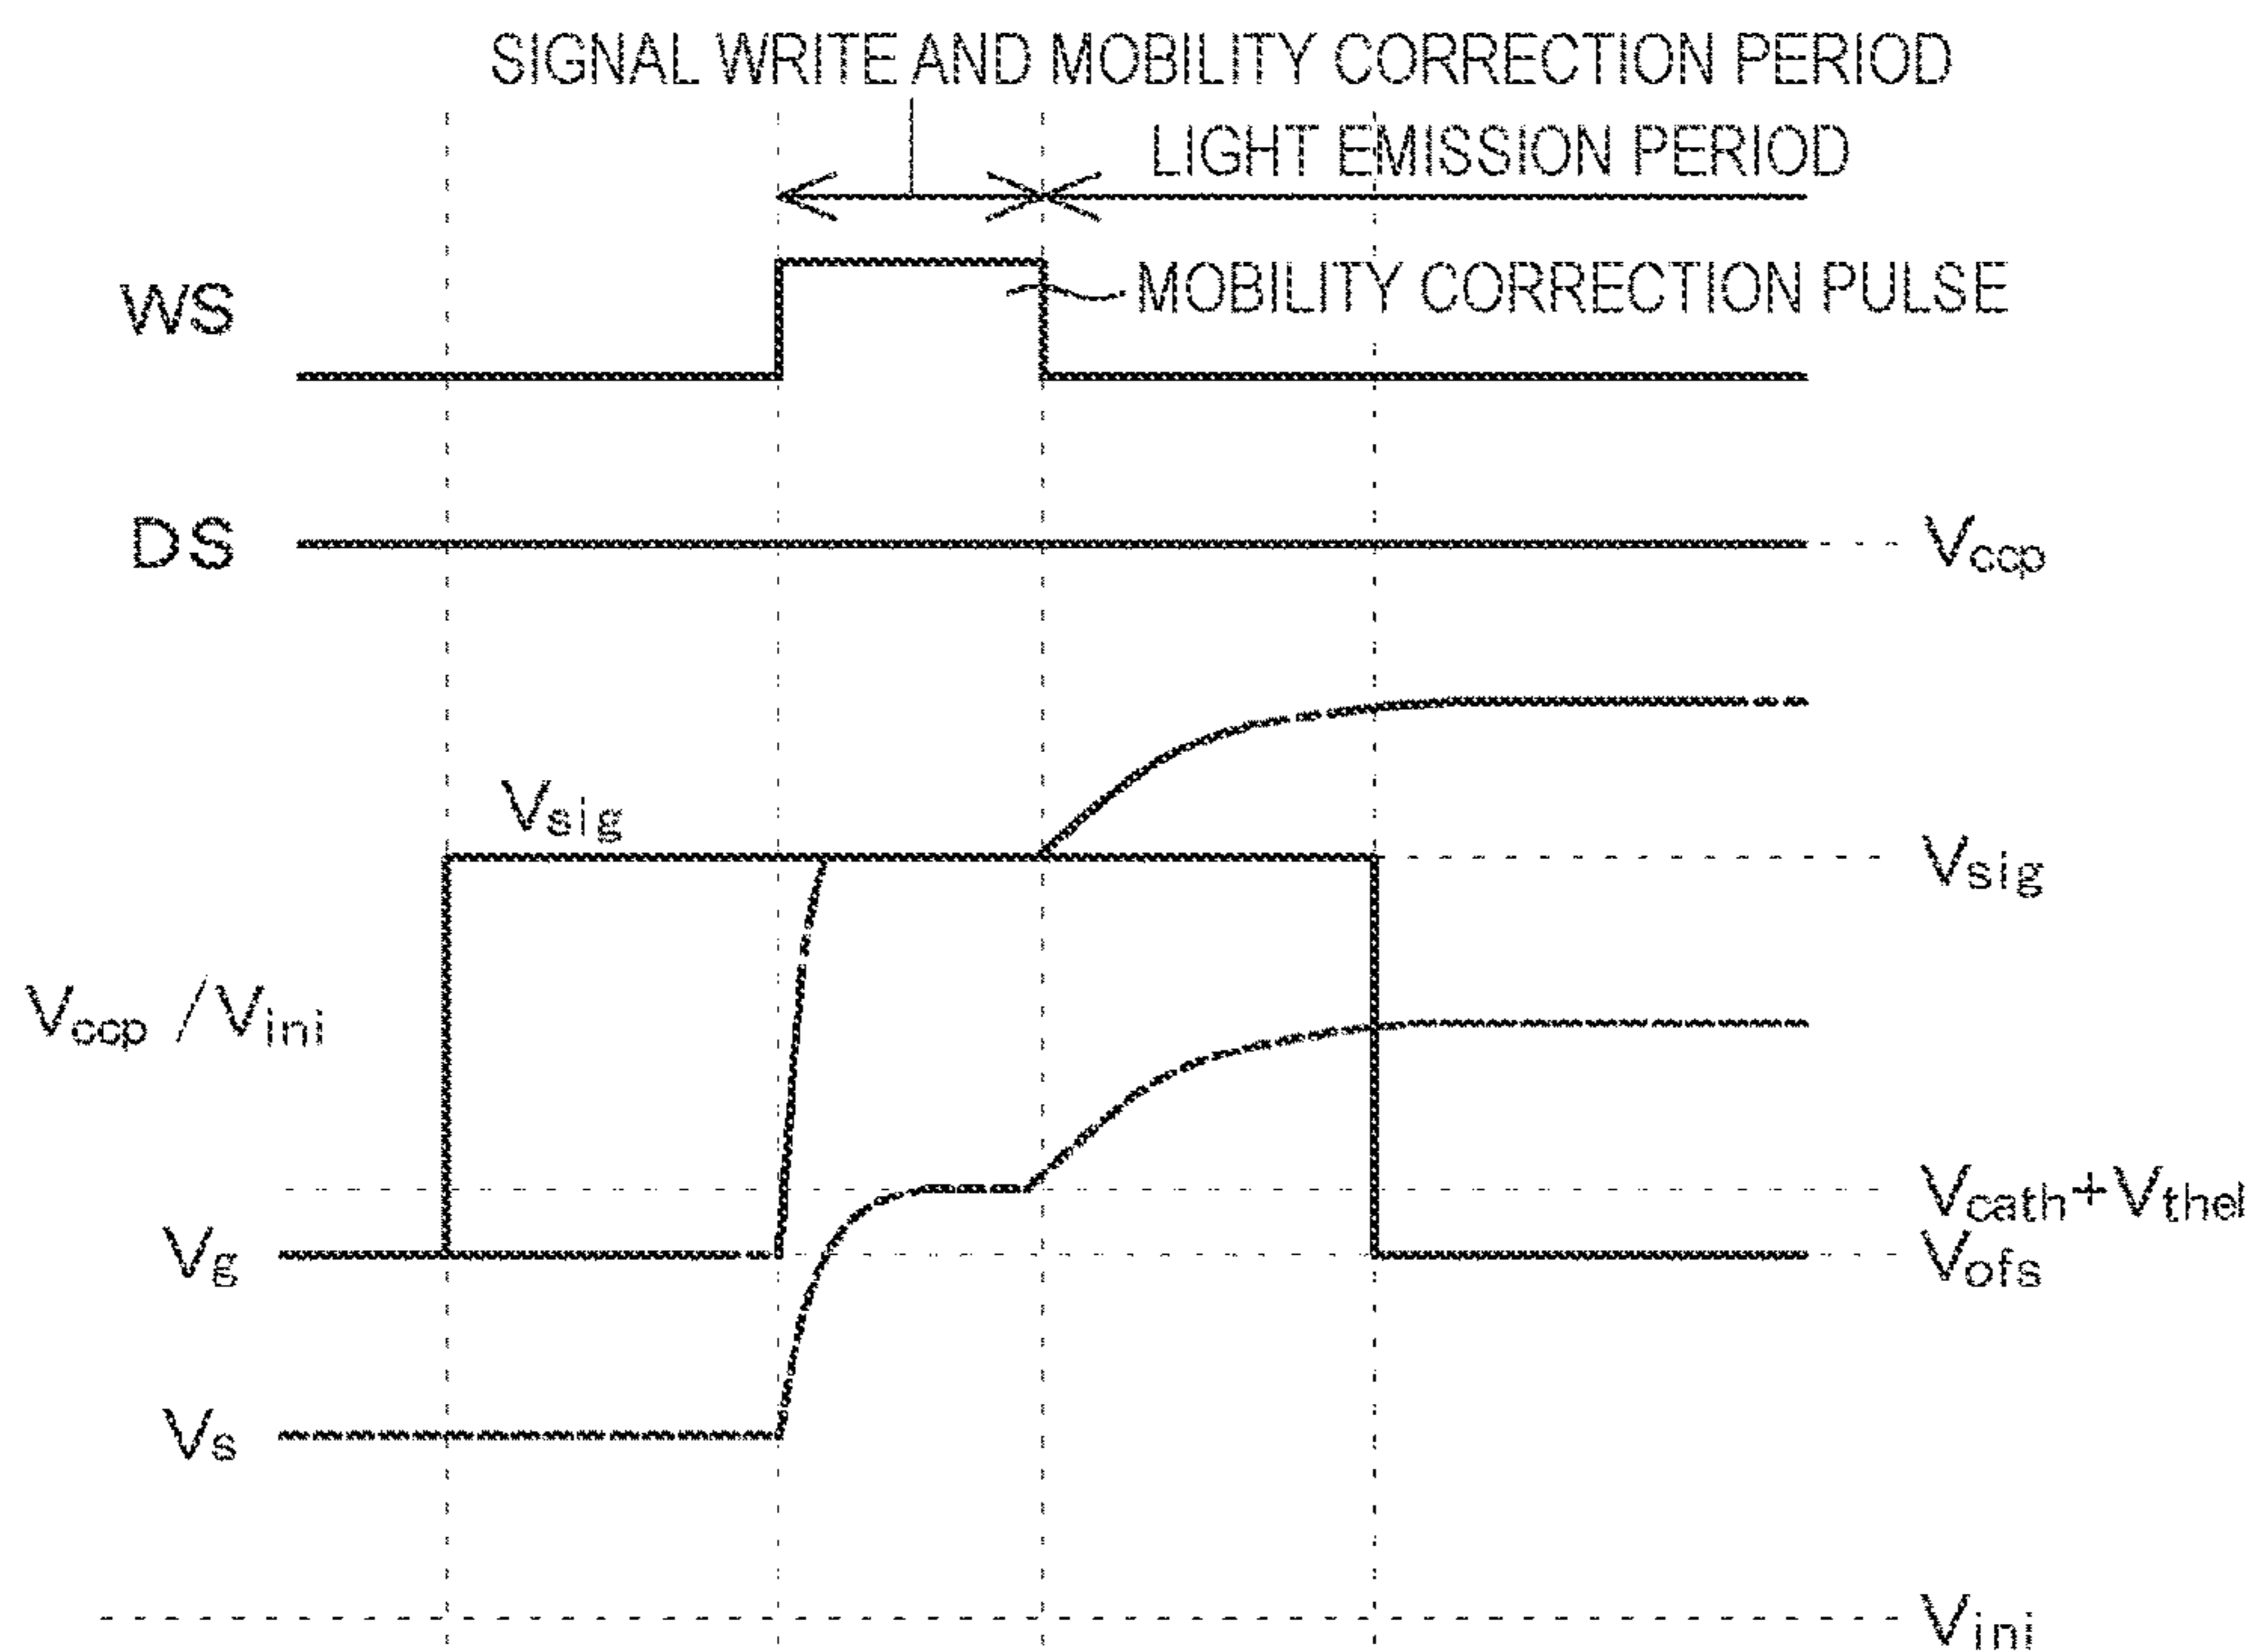 SIGNAL WRITE AND MOBILITY CORRECTION PERIOD
LIGHT EMISSION PERIOD
WS
MOBILITY CORRECTION PULSE
DS
Vccp
Vsig
Vsig
Vccp /Vini
Vcath+Vthel
Vg
Vofs
Vs
Vini